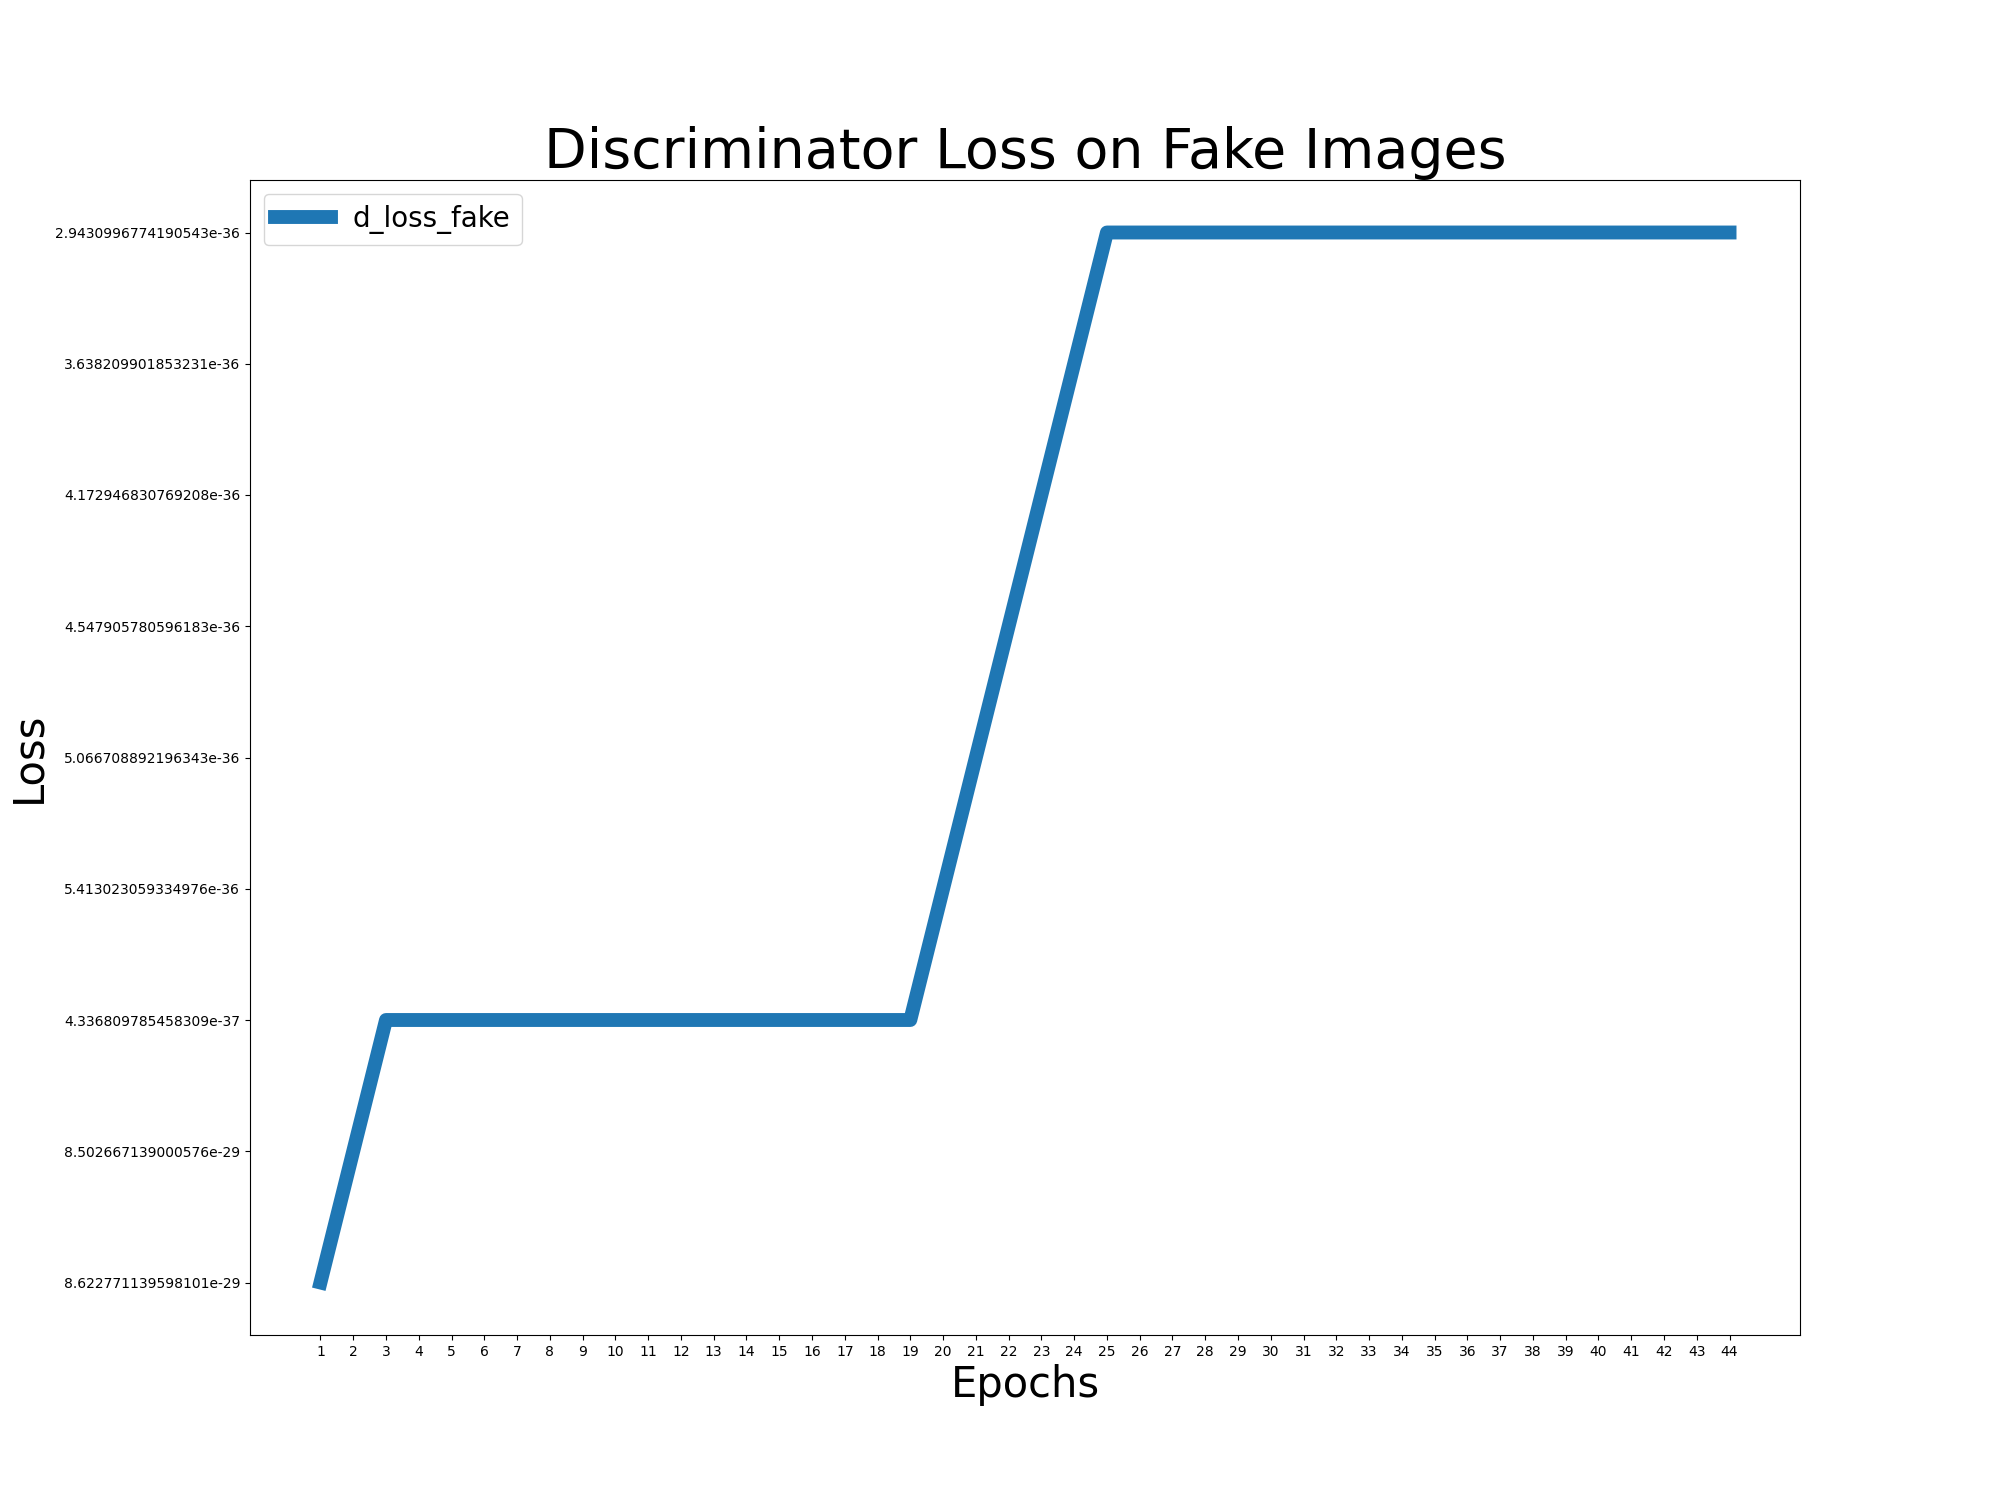 Discriminator Loss on Fake Images
d_loss_fake
2.9430996774190543e-36
3.638209901853231e-36
4.172946830769208e-36
4.547905780596183e-36
5.066708892196343e-36
5.413023059334976e-36
4.336809785458309e-37
8.502667139000576e-29
8.622771139598101e-29
Loss
1 2 3 4 5 6 7 8 9 10 11 12 13 14 15 16 17 18 19 20 21 22 23 24 25 26 27 28 29 30 31 32 33 34 35 36 37 38 39 40 41 42 43 44
Epochs